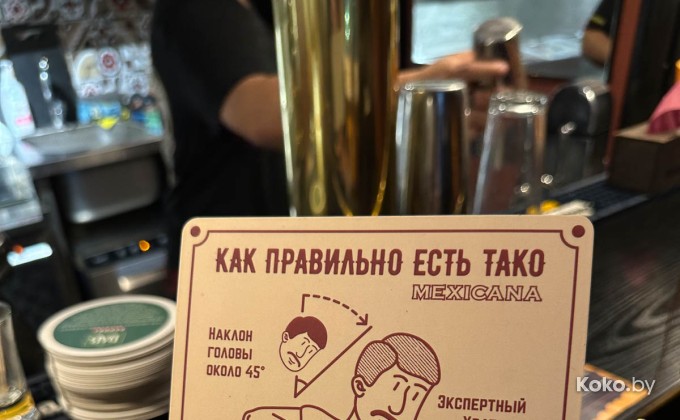 КАК ПРАВИЛЬНО ЕСТЬ ТАКО
MEXICANA
НАКЛОН
ГОЛОВЫ
ОКОЛО 45°
ЭКСПЕРТНЫЙ
Koko.by